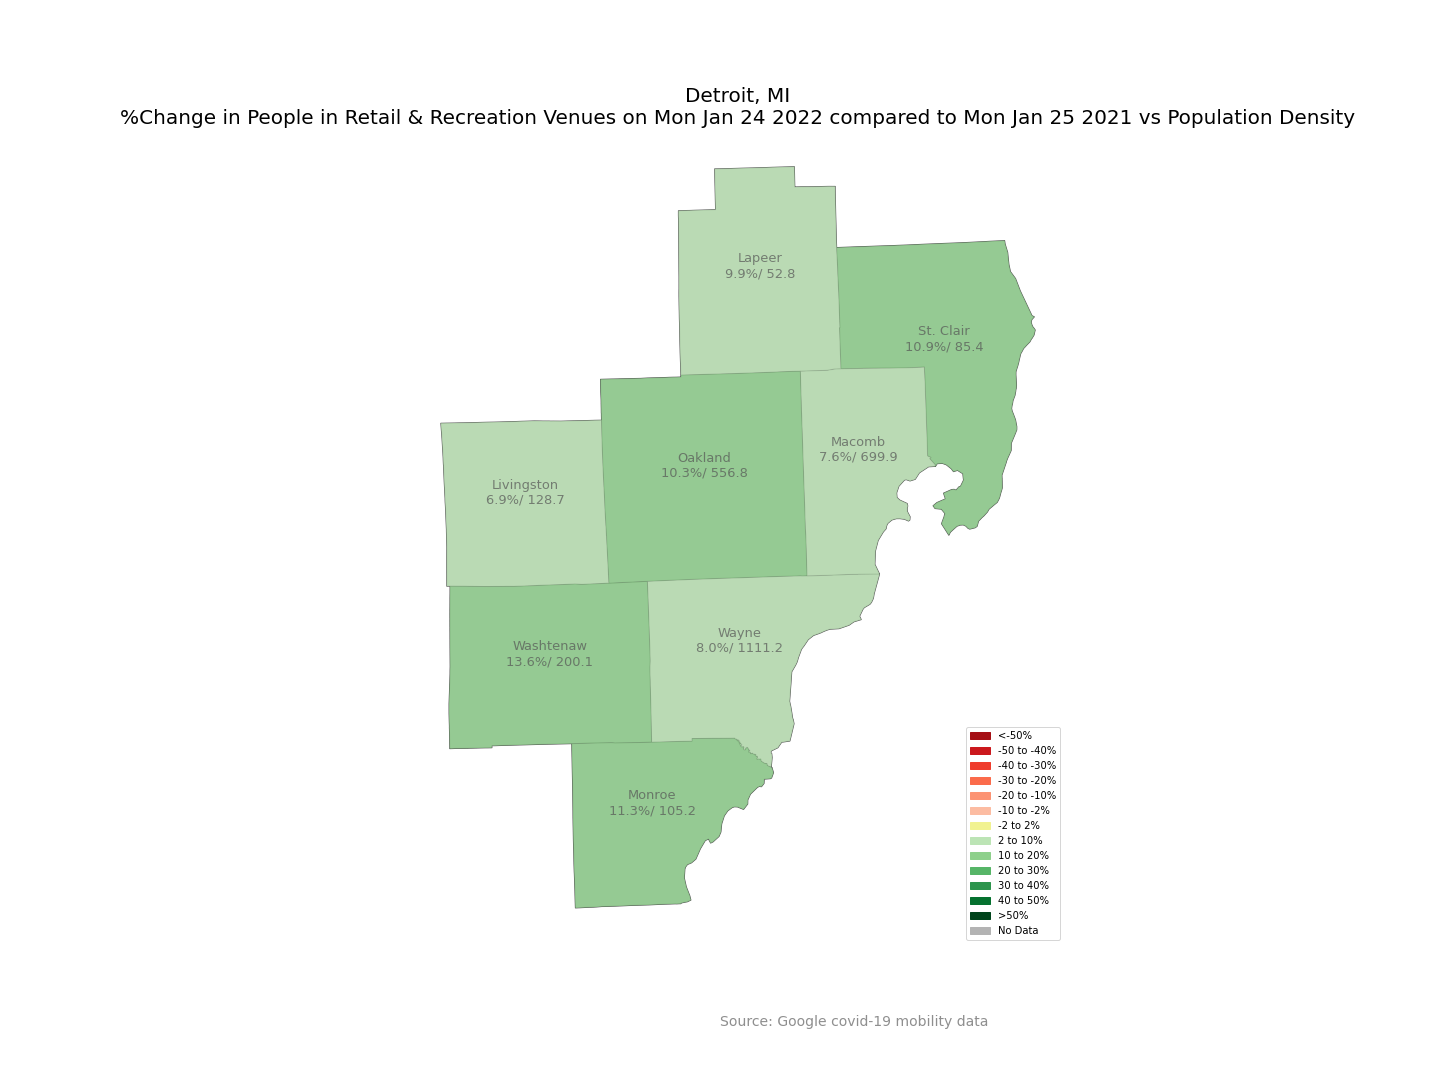 Detroit, MI
%Change in People in Retail & Recreation Venues on Mon Jan 24 2022 compared to Mon Jan 25 2021 vs Population Density
Lapeer
9.9%/ 52.8
St. Clair
10.9%/ 85.4
Macomb
7.6%/ 699.9
Oakland
10.3%/ 556.8
Livingston
6.9%/ 128.7
Wayne
8.0%/ 1111.2
Washtenaw
13.6%/ 200.1
Monroe
11.3%/ 105.2
<-50%
-50 to -40%
-40 to -30%
-30 to -20%
-20 to -10%
-10 to -2%
-2 to 2%
2 to 10%
10 to 20%
20 to 30%
30 to 40%
40 to 50%
>50%
No Data
Source: Google covid-19 mobility data